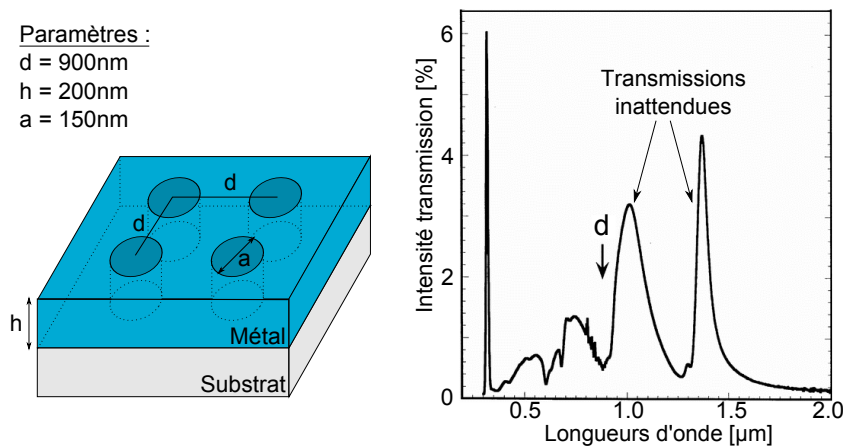 Paramètres :
d = 900nm
h = 200nm
a = 150nm
d
d
a
h
Métal
Substrat
Intensité transmission [%]
6
4
2
0
Transmissions
inattendues
d
0.5
1.0
1.5
2.0
Longueurs d'onde [µm]